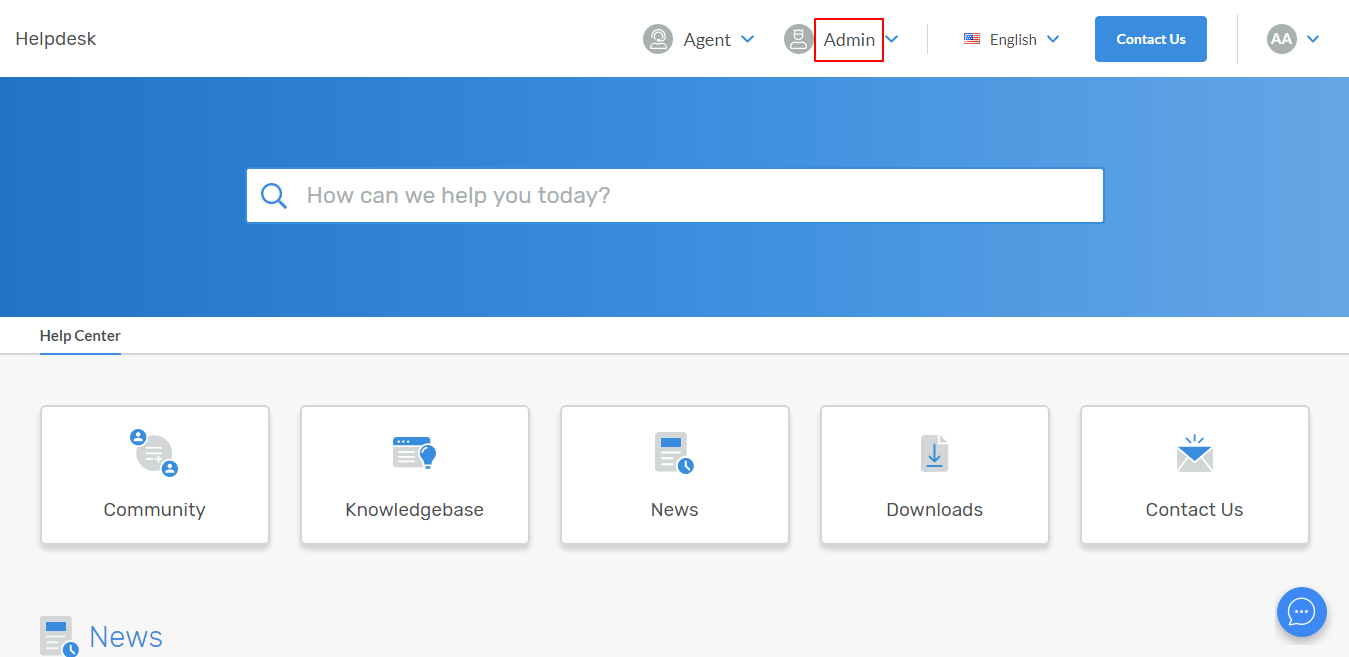 Helpdesk
Agent
Admin
English
Contact Us
AA
How can we help you today?
Help Center
Community
Knowledgebase
News
Downloads
Contact Us
News